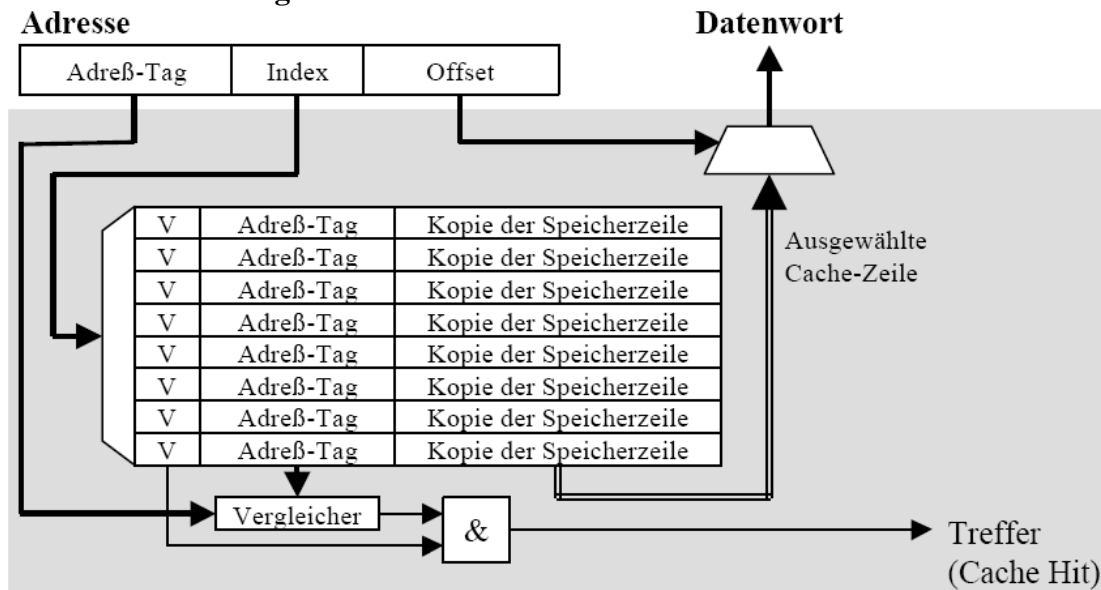 Adresse
Datenwort
Adreß-Tag Index Offset
V Adreß-Tag Kopie der Speicherzeile
V Adreß-Tag Kopie der Speicherzeile
V Adreß-Tag Kopie der Speicherzeile
V Adreß-Tag Kopie der Speicherzeile
V Adreß-Tag Kopie der Speicherzeile
V Adreß-Tag Kopie der Speicherzeile
V Adreß-Tag Kopie der Speicherzeile
V Adreß-Tag Kopie der Speicherzeile
Ausgewählte
Cache-Zeile
Vergleicher
&
Treffer
(Cache Hit)